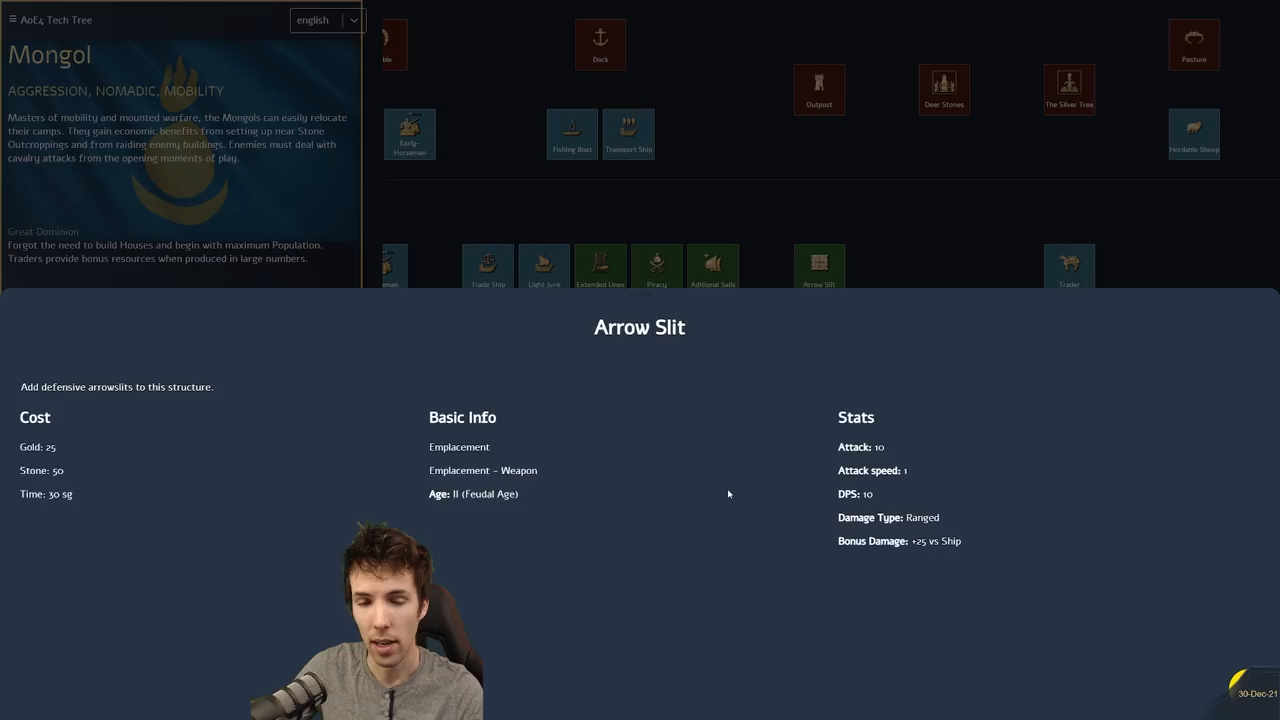 ≡ AoE4 Tech Tree
english
Mongol
AGGRESSION, NOMADIC, MOBILITY
Masters of mobility and mounted warfare, the Mongols can easily relocate
their camps. They gain economic benefits from setting up near Stone
Outcroppings and from raiding enemy buildings. Enemies must deal with
cavalry attacks from the opening moments of play.
Great Dominion
Forgot the need to build Houses and begin with maximum Population.
Traders provide bonus resources when produced in large numbers.
ble
Dock
Outpost
Deer Stones
The Silver Tree
Pasture
Early-
Horseman
Fishing Boat
Transport Ship
Herdable Sheep
eman
Trade Ship
Light Junk
Extended Lines
Piracy
Aditional Sails
Arrow Slit
Trader
Arrow Slit
Add defensive arrowslits to this structure.
Cost
Gold: 25
Stone: 50
Time: 30 sg
Basic Info
Emplacement
Emplacement - Weapon
Age: II (Feudal Age)
Stats
Attack: 10
Attack speed: 1
DPS: 10
Damage Type: Ranged
Bonus Damage: +25 vs Ship
30-Dec-21